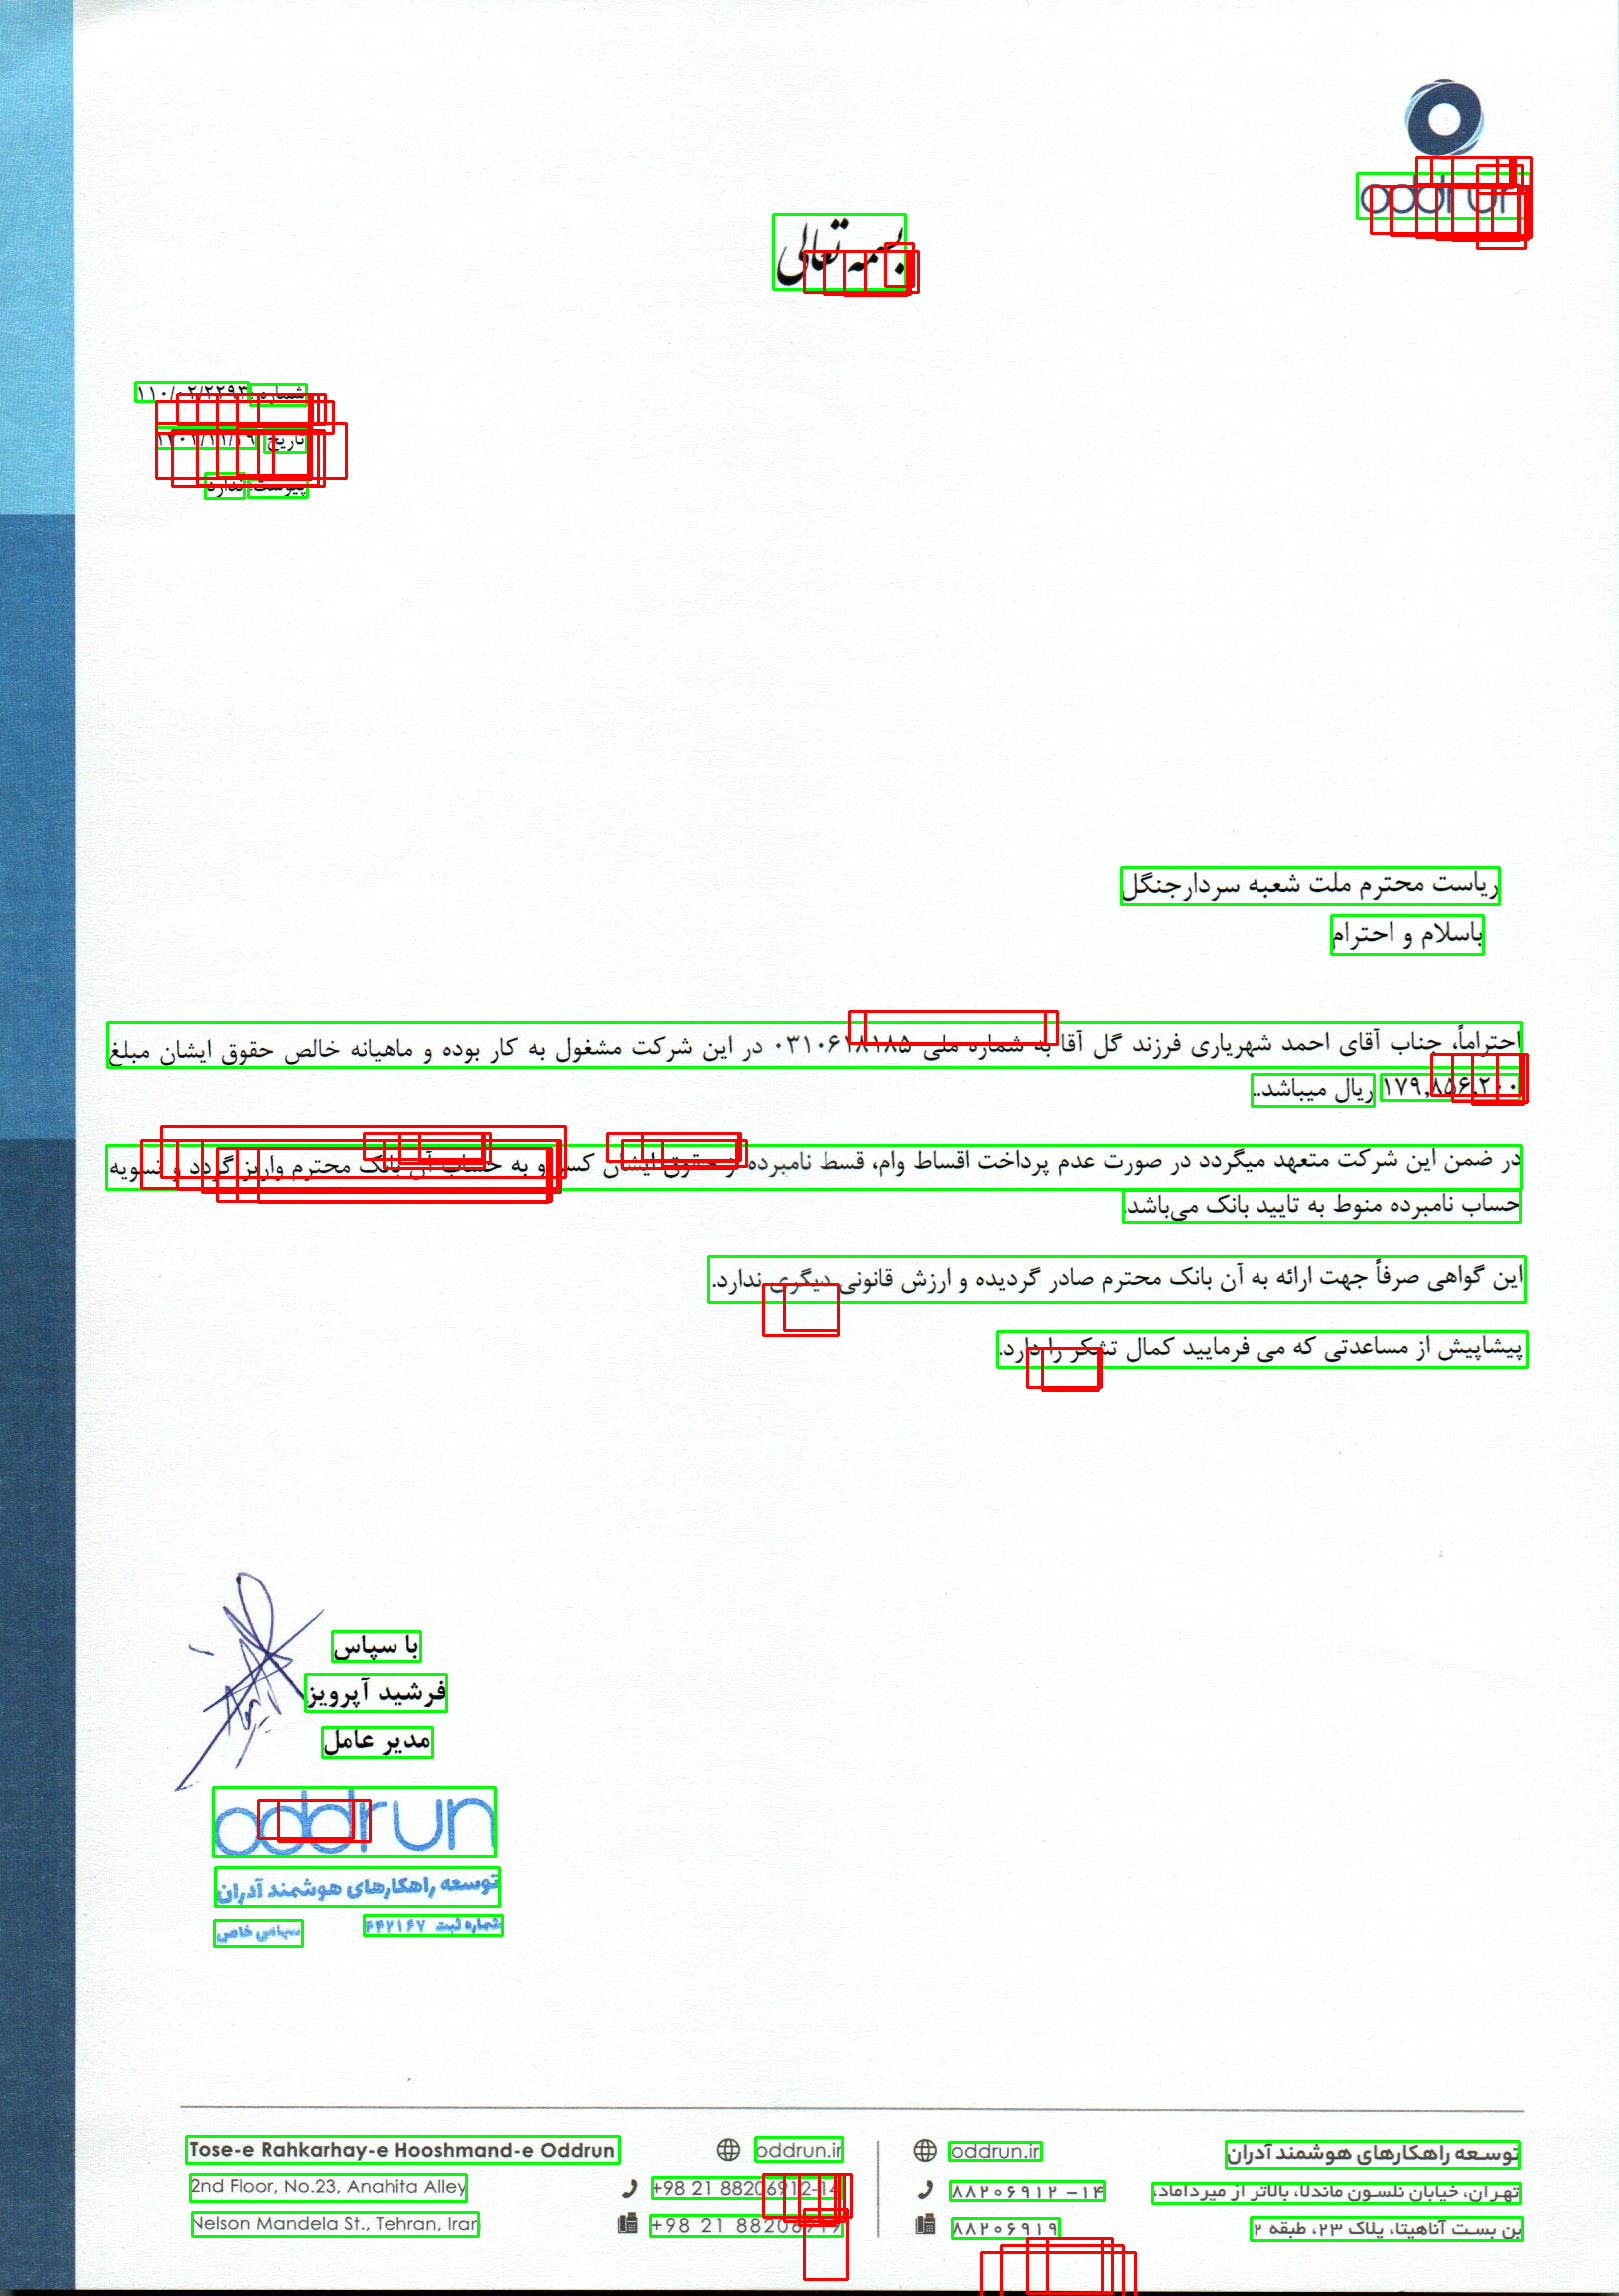 oddrun
بسمه تعالی
شماره: ۱۱۰/۰۲/۲۲۹۳
تاریخ:
پیوست: ندارد
ریاست محترم ملت شعبه سردارجنگل
باسلام و احترام
احتراماً، جناب آقای احمد شهریاری فرزند گل آقا به شماره ملی ۰۳۱۰۶۱۸۱۸۵ در این شرکت مشغول به کار بوده و ماهیانه خالص حقوق ایشان مبلغ
۱۷۹,۸۵۶,۲۰۰ ریال میباشد.
در ضمن این شرکت متعهد میگردد در صورت عدم پرداخت اقساط وام، قسط نامبرده از حقوق ایشان کسر و به حساب آن بانک محترم واریز گردد و تسویه
حساب نامبرده منوط به تایید بانک می‌باشد.
این گواهی صرفاً جهت ارائه به آن بانک محترم صادر گردیده و ارزش قانونی دیگری ندارد.
پیشاپیش از مساعدتی که می فرمایید کمال تشکر را دارد.
با سپاس
فرشید آپرویز
مدیر عامل
oddrun
توسعه راهکارهای هوشمند آدران
شماره ثبت ۴۴۲۱۶۷
سهامی خاص
توسعه راهکارهای هوشمند آدران
تهران، خیابان نلسون ماندلا، بالاتر از میرداماد،
بن بست آناهیتا، پلاک ۲۳، طبقه ۲
oddrun.ir
۸۸۲۰۶۹۱۲ -۱۴
۸۸۲۰۶۹۱۹
oddrun.ir
+98 21 88206912-14
+98 21 88206919
Tose-e Rahkarhay-e Hooshmand-e Oddrun
2nd Floor, No.23, Anahita Alley
Nelson Mandela St., Tehran, Iran